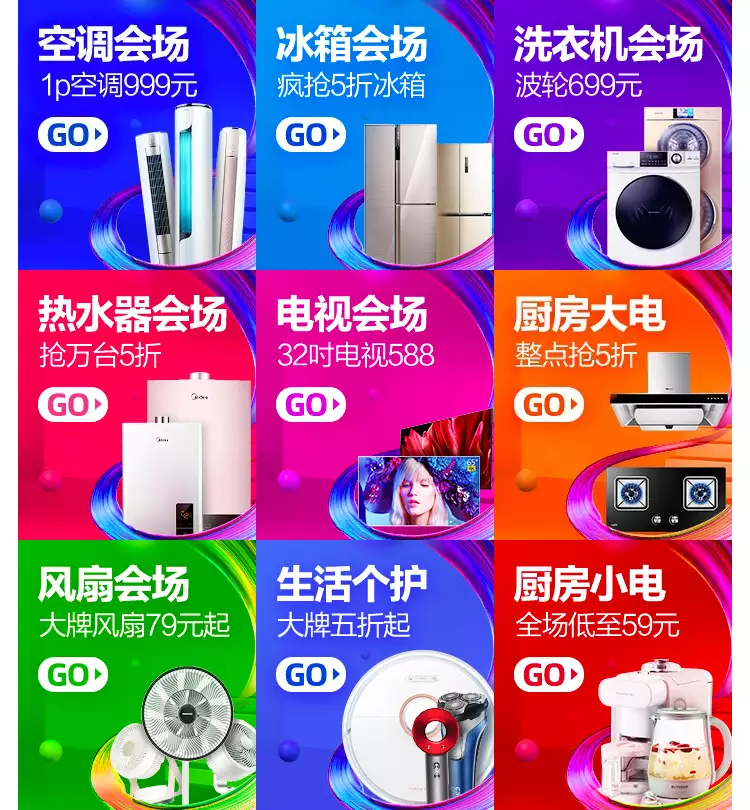 空调会场
1p空调999元
GO
冰箱会场
疯抢5折冰箱
GO
洗衣机会场
波轮699元
GO
热水器会场
抢万台5折
GO
Midea
Midea
电视会场
32吋电视588
GO
65"
4K
厨房大电
整点抢5折
GO
风扇会场
大牌风扇79元起
GO
生活个护
大牌五折起
GO
厨房小电
全场低至59元
GO